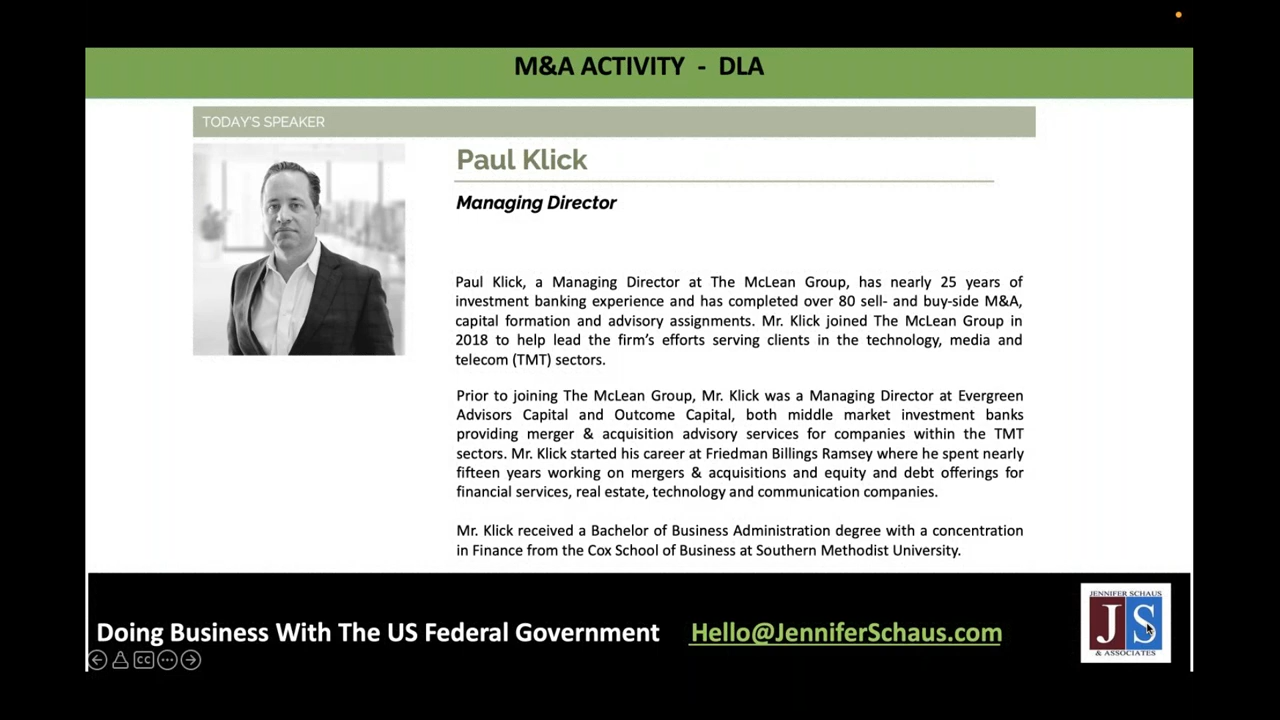 M&A ACTIVITY - DLA
TODAY'S SPEAKER
Paul Klick
Managing Director
Paul Klick, a Managing Director at The McLean Group, has nearly 25 years of
investment banking experience and has completed over 80 sell- and buy-side M&A,
capital formation and advisory assignments. Mr. Klick joined The McLean Group in
2018 to help lead the firm's efforts serving clients in the technology, media and
telecom (TMT) sectors.
Prior to joining The McLean Group, Mr. Klick was a Managing Director at Evergreen
Advisors Capital and Outcome Capital, both middle market investment banks
providing merger & acquisition advisory services for companies within the TMT
sectors. Mr. Klick started his career at Friedman Billings Ramsey where he spent nearly
fifteen years working on mergers & acquisitions and equity and debt offerings for
financial services, real estate, technology and communication companies.
Mr. Klick received a Bachelor of Business Administration degree with a concentration
in Finance from the Cox School of Business at Southern Methodist University.
Doing Business With The US Federal Government Hello@JenniferSchaus.com
JENNIFER SCHAUS
JS
& ASSOCIATES
CC